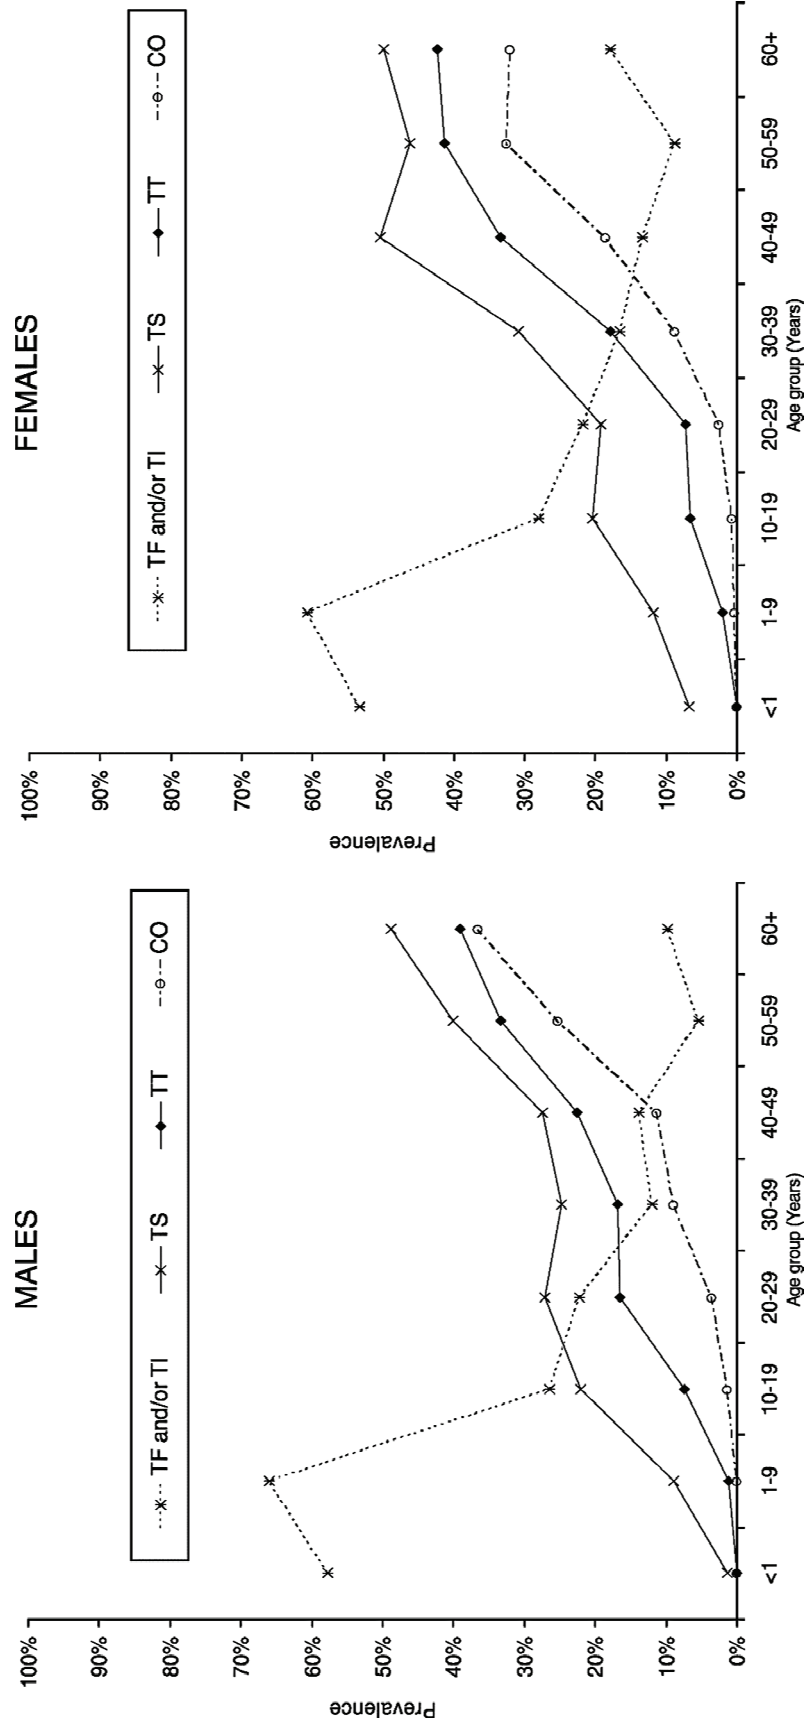 MALES
TF and/or TI TS TT CO
100%
90%
80%
70%
60%
50%
40%
30%
20%
10%
0%
Prevalence
<1 1-9 10-19 20-29 30-39 40-49 50-59 60+
Age group (Years)
FEMALES
TF and/or TI TS TT CO
100%
90%
80%
70%
60%
50%
40%
30%
20%
10%
0%
Prevalence
<1 1-9 10-19 20-29 30-39 40-49 50-59 60+
Age group (Years)